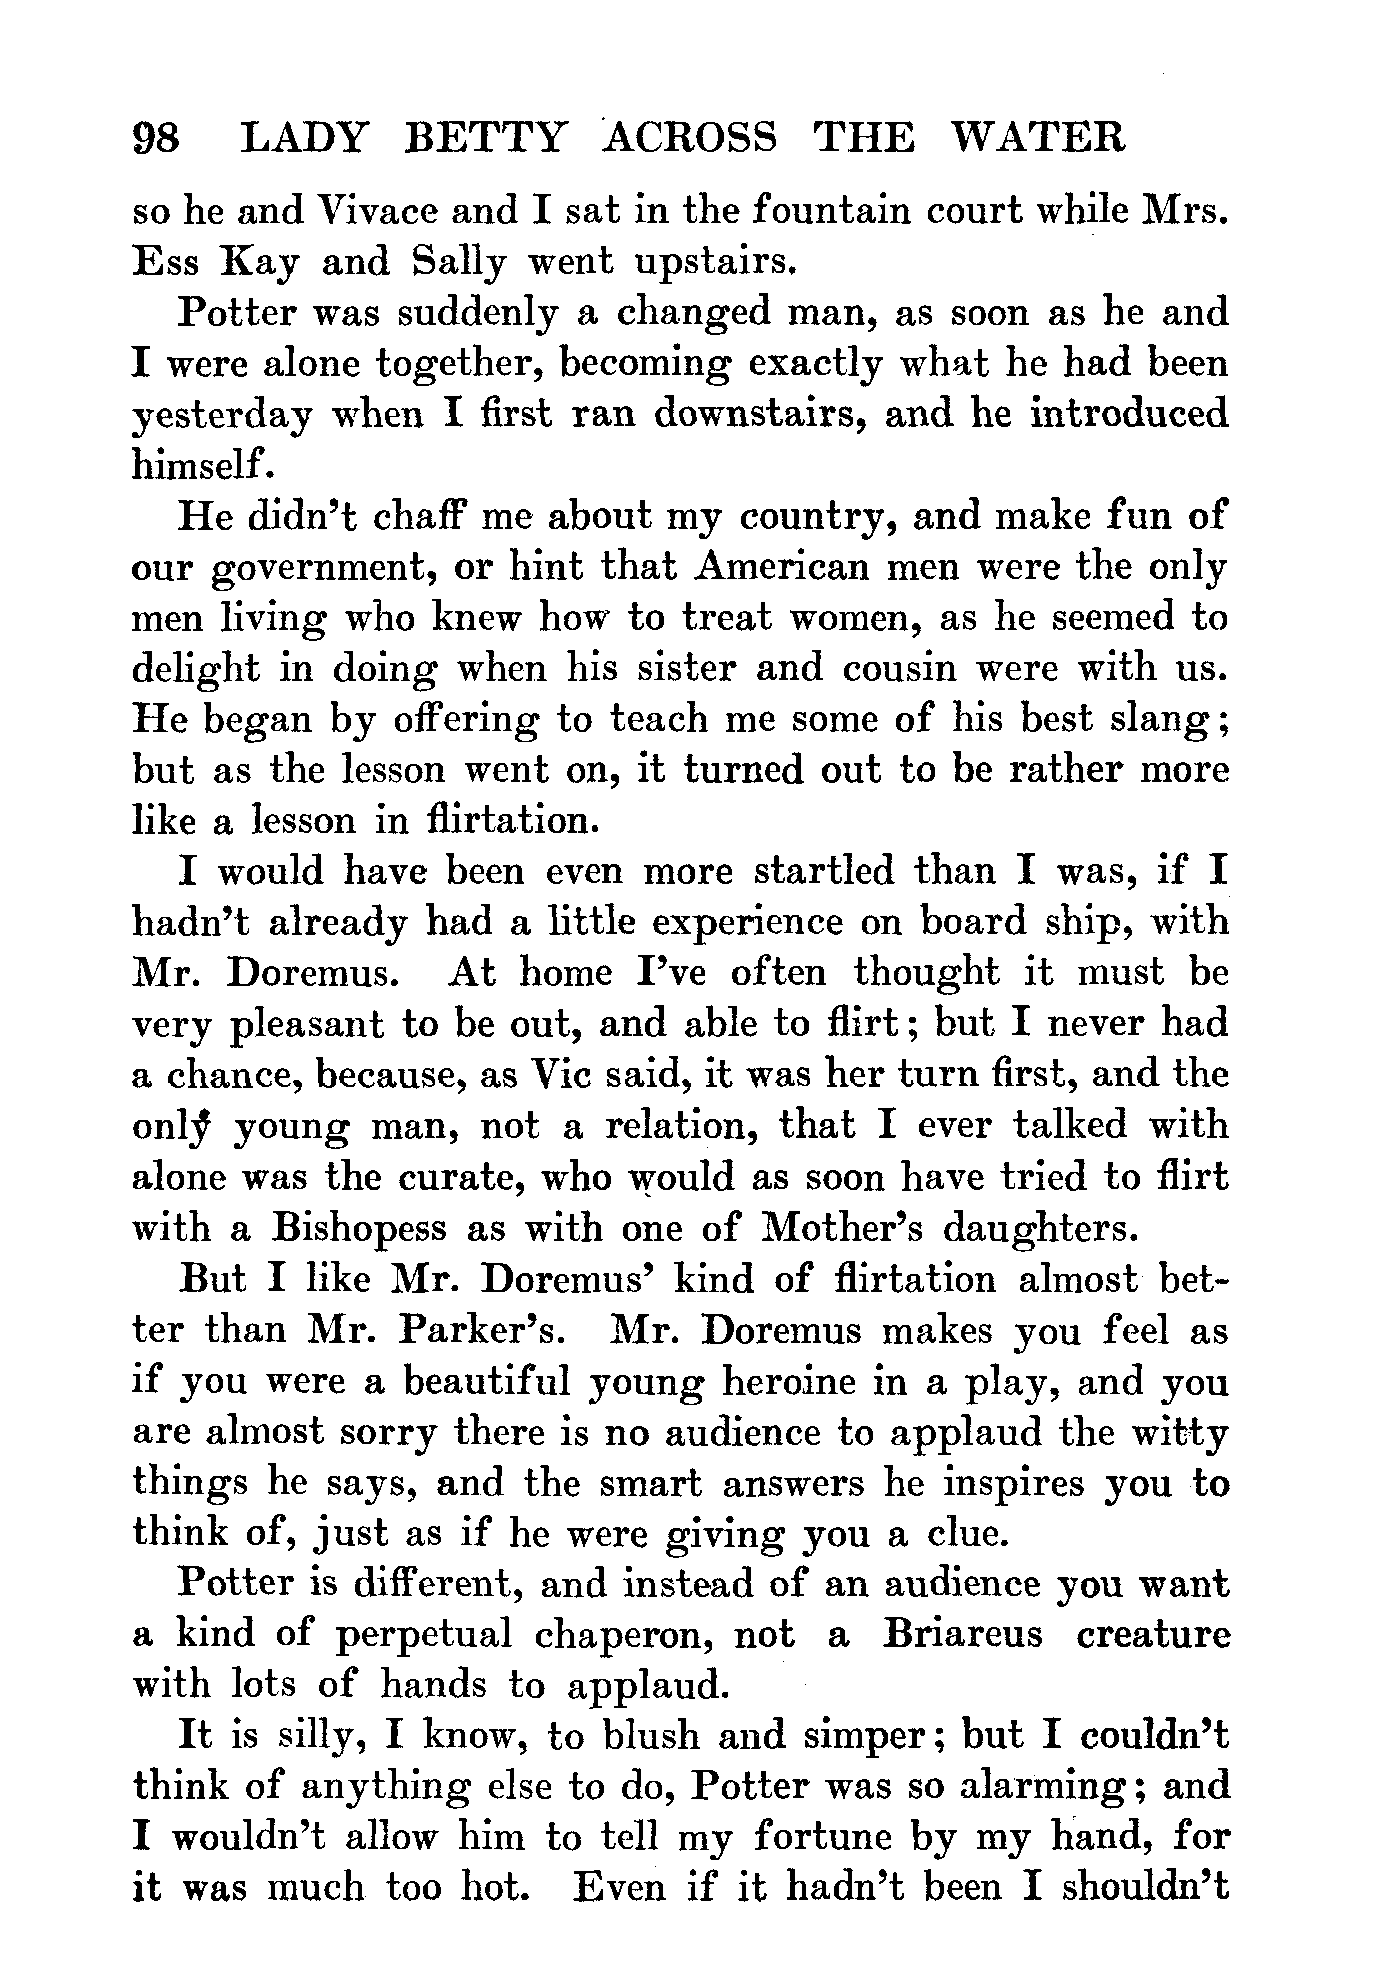 98 LADY BETTY ACROSS THE WATER
so he and Vivace and I sat in the fountain court while Mrs.
Ess Kay and Sally went upstairs.
Potter was suddenly a changed man, as soon as he and
I were alone together, becoming exactly what he had been
yesterday when I first ran downstairs, and he introduced
himself.
He didn't chaff me about my country, and make fun of
our government, or hint that American men were the only
men living who knew how to treat women, as he seemed to
delight in doing when his sister and cousin were with us.
He began by offering to teach me some of his best slang;
but as the lesson went on, it turned out to be rather more
like a lesson in flirtation.
I would have been even more startled than I was, if I
hadn't already had a little experience on board ship, with
Mr. Doremus. At home I've often thought it must be
very pleasant to be out, and able to flirt; but I never had
a chance, because, as Vic said, it was her turn first, and the
only young man, not a relation, that I ever talked with
alone was the curate, who would as soon have tried to flirt
with a Bishopess as with one of Mother's daughters.
But I like Mr. Doremus' kind of flirtation almost bet-
ter than Mr. Parker's. Mr. Doremus makes you feel as
if you were a beautiful young heroine in a play, and you
are almost sorry there is no audience to applaud the witty
things he says, and the smart answers he inspires you to
think of, just as if he were giving you a clue.
Potter is different, and instead of an audience you want
a kind of perpetual chaperon, not a Briareus creature
with lots of hands to applaud.
It is silly, I know, to blush and simper; but I couldn't
think of anything else to do, Potter was so alarming; and
I wouldn't allow him to tell my fortune by my hand, for
it was much too hot. Even if it hadn't been I shouldn't